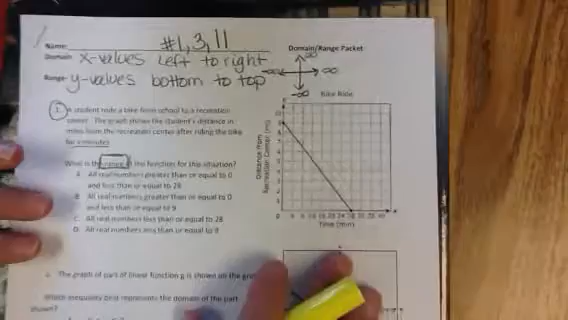 Name: #1, 3, 11
Domain/Range Packet
Domain- x-values left to right
Range- y-values bottom to top
∞
-∞ ∞
-∞
Bike Ride
1. A student rode a bike from school to a recreation
center. The graph shows the student's distance in
miles from the recreation center after riding the bike
for x minutes.
What is the range of the function for this situation?
A. All real numbers greater than or equal to 0
and less than or equal to 28
B. All real numbers greater than or equal to 0
and less than or equal to 9
C. All real numbers less than or equal to 28
D. All real numbers less than or equal to 9
Distance from
Recreation Center (mi)
Time (min)
The graph of part of linear function g is shown on the
Which inequality best represents the domain of the part
shown?